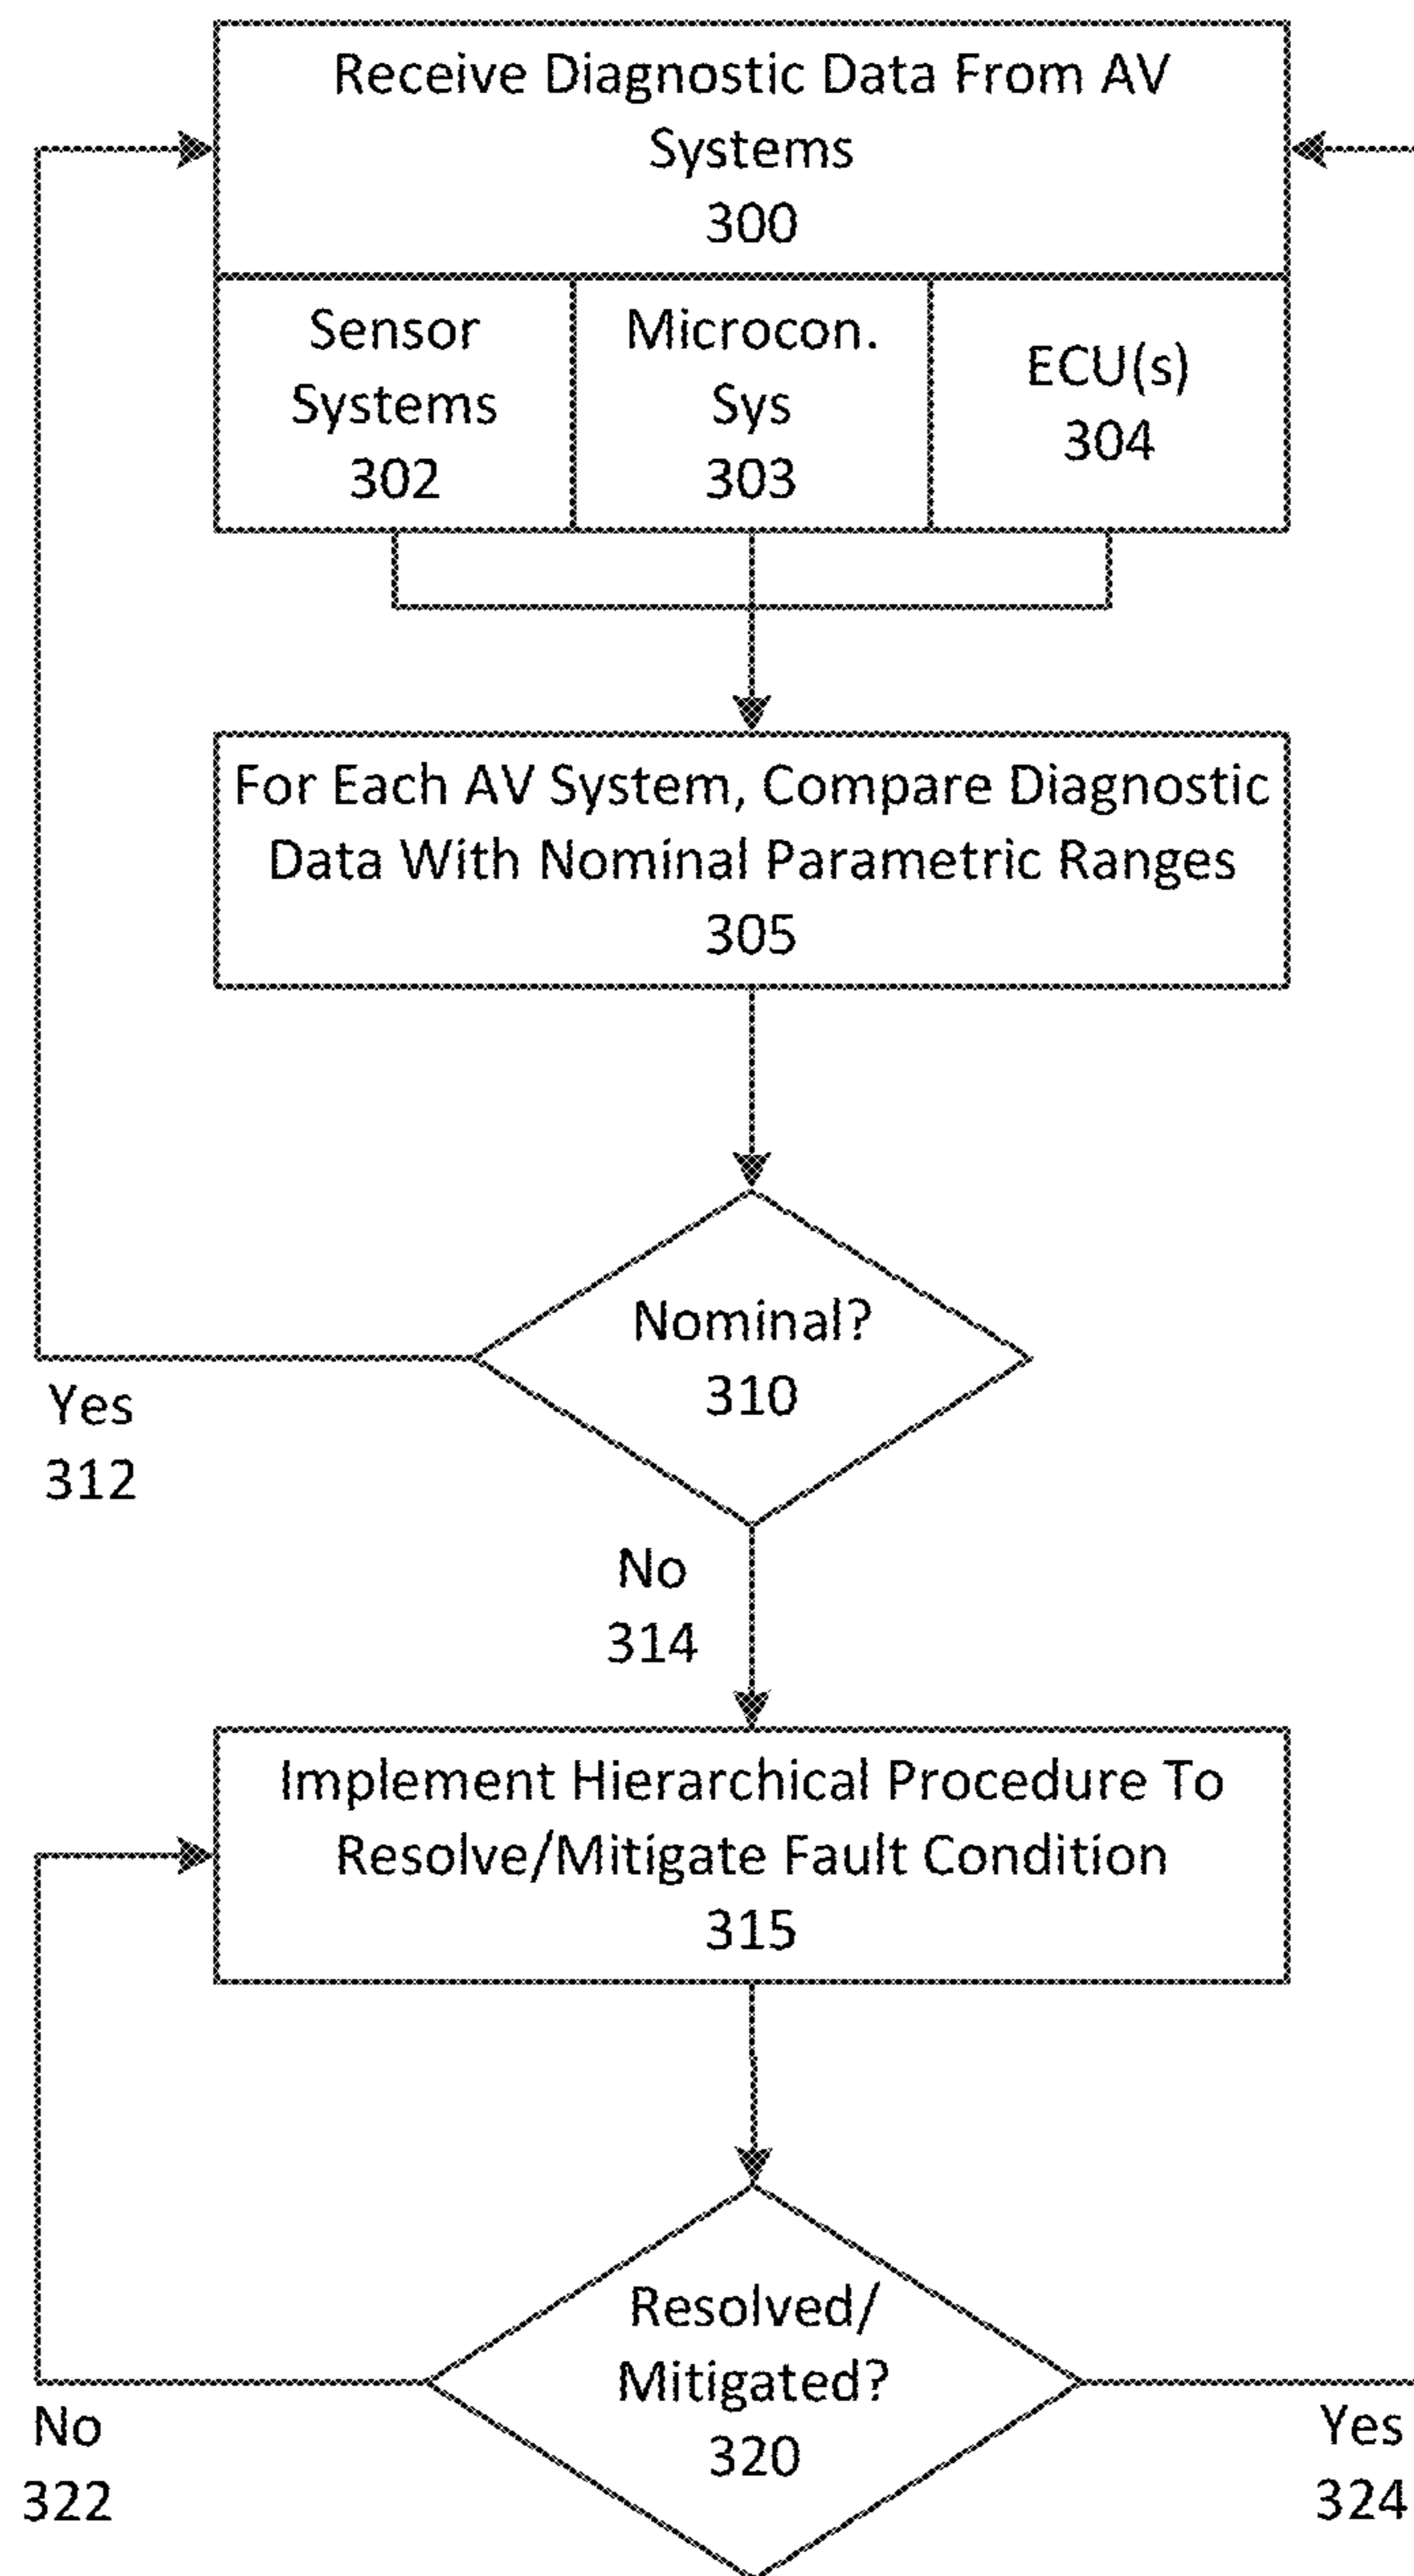 Receive Diagnostic Data From AV
Systems
300
Sensor
Systems
302
Microcon.
Sys
303
ECU(s)
304
For Each AV System, Compare Diagnostic
Data With Nominal Parametric Ranges
305
Nominal?
310
Yes
312
No
314
Implement Hierarchical Procedure To
Resolve/Mitigate Fault Condition
315
Resolved/
Mitigated?
320
No
322
Yes
324